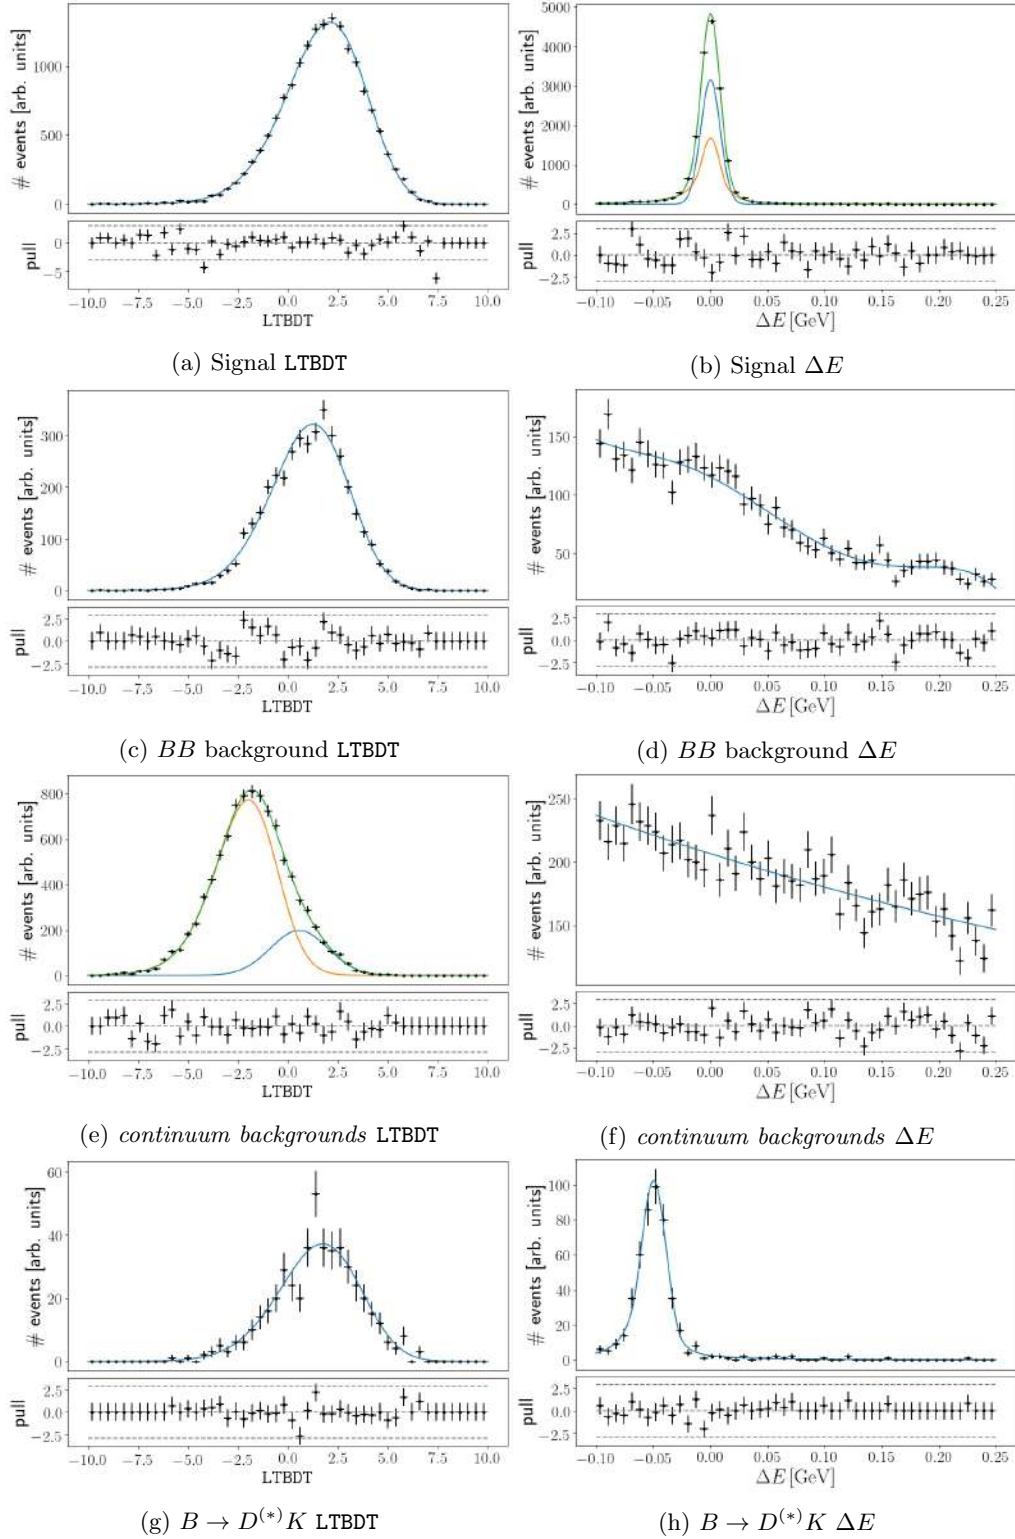 # events [arb. units]
1000
500
0
pull
0
−5
−10.0 −7.5 −5.0 −2.5 0.0 2.5 5.0 7.5 10.0
LTBDT
(a) Signal LTBDT
# events [arb. units]
5000
4000
3000
2000
1000
0
pull
2.5
0.0
−2.5
−0.10 −0.05 0.00 0.05 0.10 0.15 0.20 0.25
ΔE [GeV]
(b) Signal ΔE
# events [arb. units]
300
200
100
0
pull
2.5
0.0
−2.5
−10.0 −7.5 −5.0 −2.5 0.0 2.5 5.0 7.5 10.0
LTBDT
(c) BB background LTBDT
# events [arb. units]
150
100
50
pull
2.5
0.0
−2.5
−0.10 −0.05 0.00 0.05 0.10 0.15 0.20 0.25
ΔE [GeV]
(d) BB background ΔE
# events [arb. units]
800
600
400
200
0
pull
2.5
0.0
−2.5
−10.0 −7.5 −5.0 −2.5 0.0 2.5 5.0 7.5 10.0
LTBDT
(e) continuum backgrounds LTBDT
# events [arb. units]
250
200
150
pull
2.5
0.0
−2.5
−0.10 −0.05 0.00 0.05 0.10 0.15 0.20 0.25
ΔE [GeV]
(f) continuum backgrounds ΔE
# events [arb. units]
60
40
20
0
pull
2.5
0.0
−2.5
−10.0 −7.5 −5.0 −2.5 0.0 2.5 5.0 7.5 10.0
LTBDT
(g) B → D(*)K LTBDT
# events [arb. units]
100
80
60
40
20
0
pull
2.5
0.0
−2.5
−0.10 −0.05 0.00 0.05 0.10 0.15 0.20 0.25
ΔE [GeV]
(h) B → D(*)K ΔE